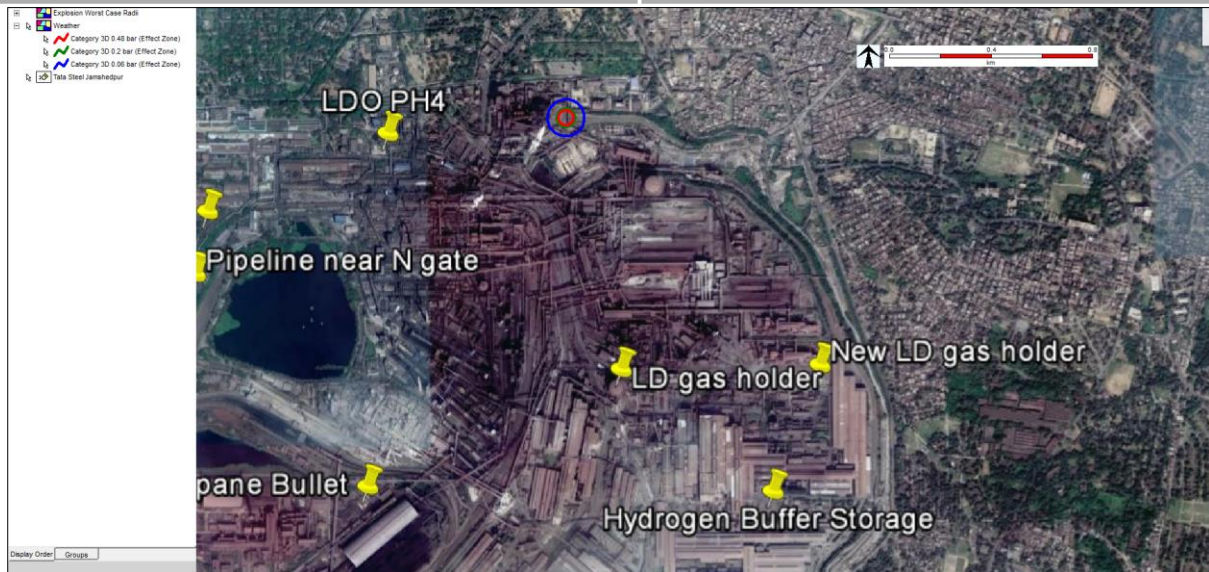 Explosion Worst Case Radii
Weather
Category 3D 0.48 bar (Effect Zone)
Category 3D 0.2 bar (Effect Zone)
Category 3D 0.06 bar (Effect Zone)
Tata Steel Jamshedpur
0.0 0.4 0.8
km
LDO PH4
Pipeline near N gate
New LD gas holder
LD gas holder
pane Bullet
Hydrogen Buffer Storage
Display Order Groups